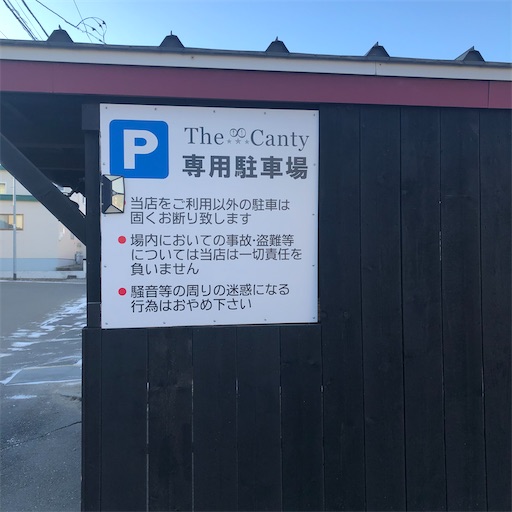 P
The Canty
専用駐車場
当店をご利用以外の駐車は
固くお断り致します
場内においての事故・盗難等
については当店は一切責任を
負いません
騒音等の周りの迷惑になる
行為はおやめ下さい